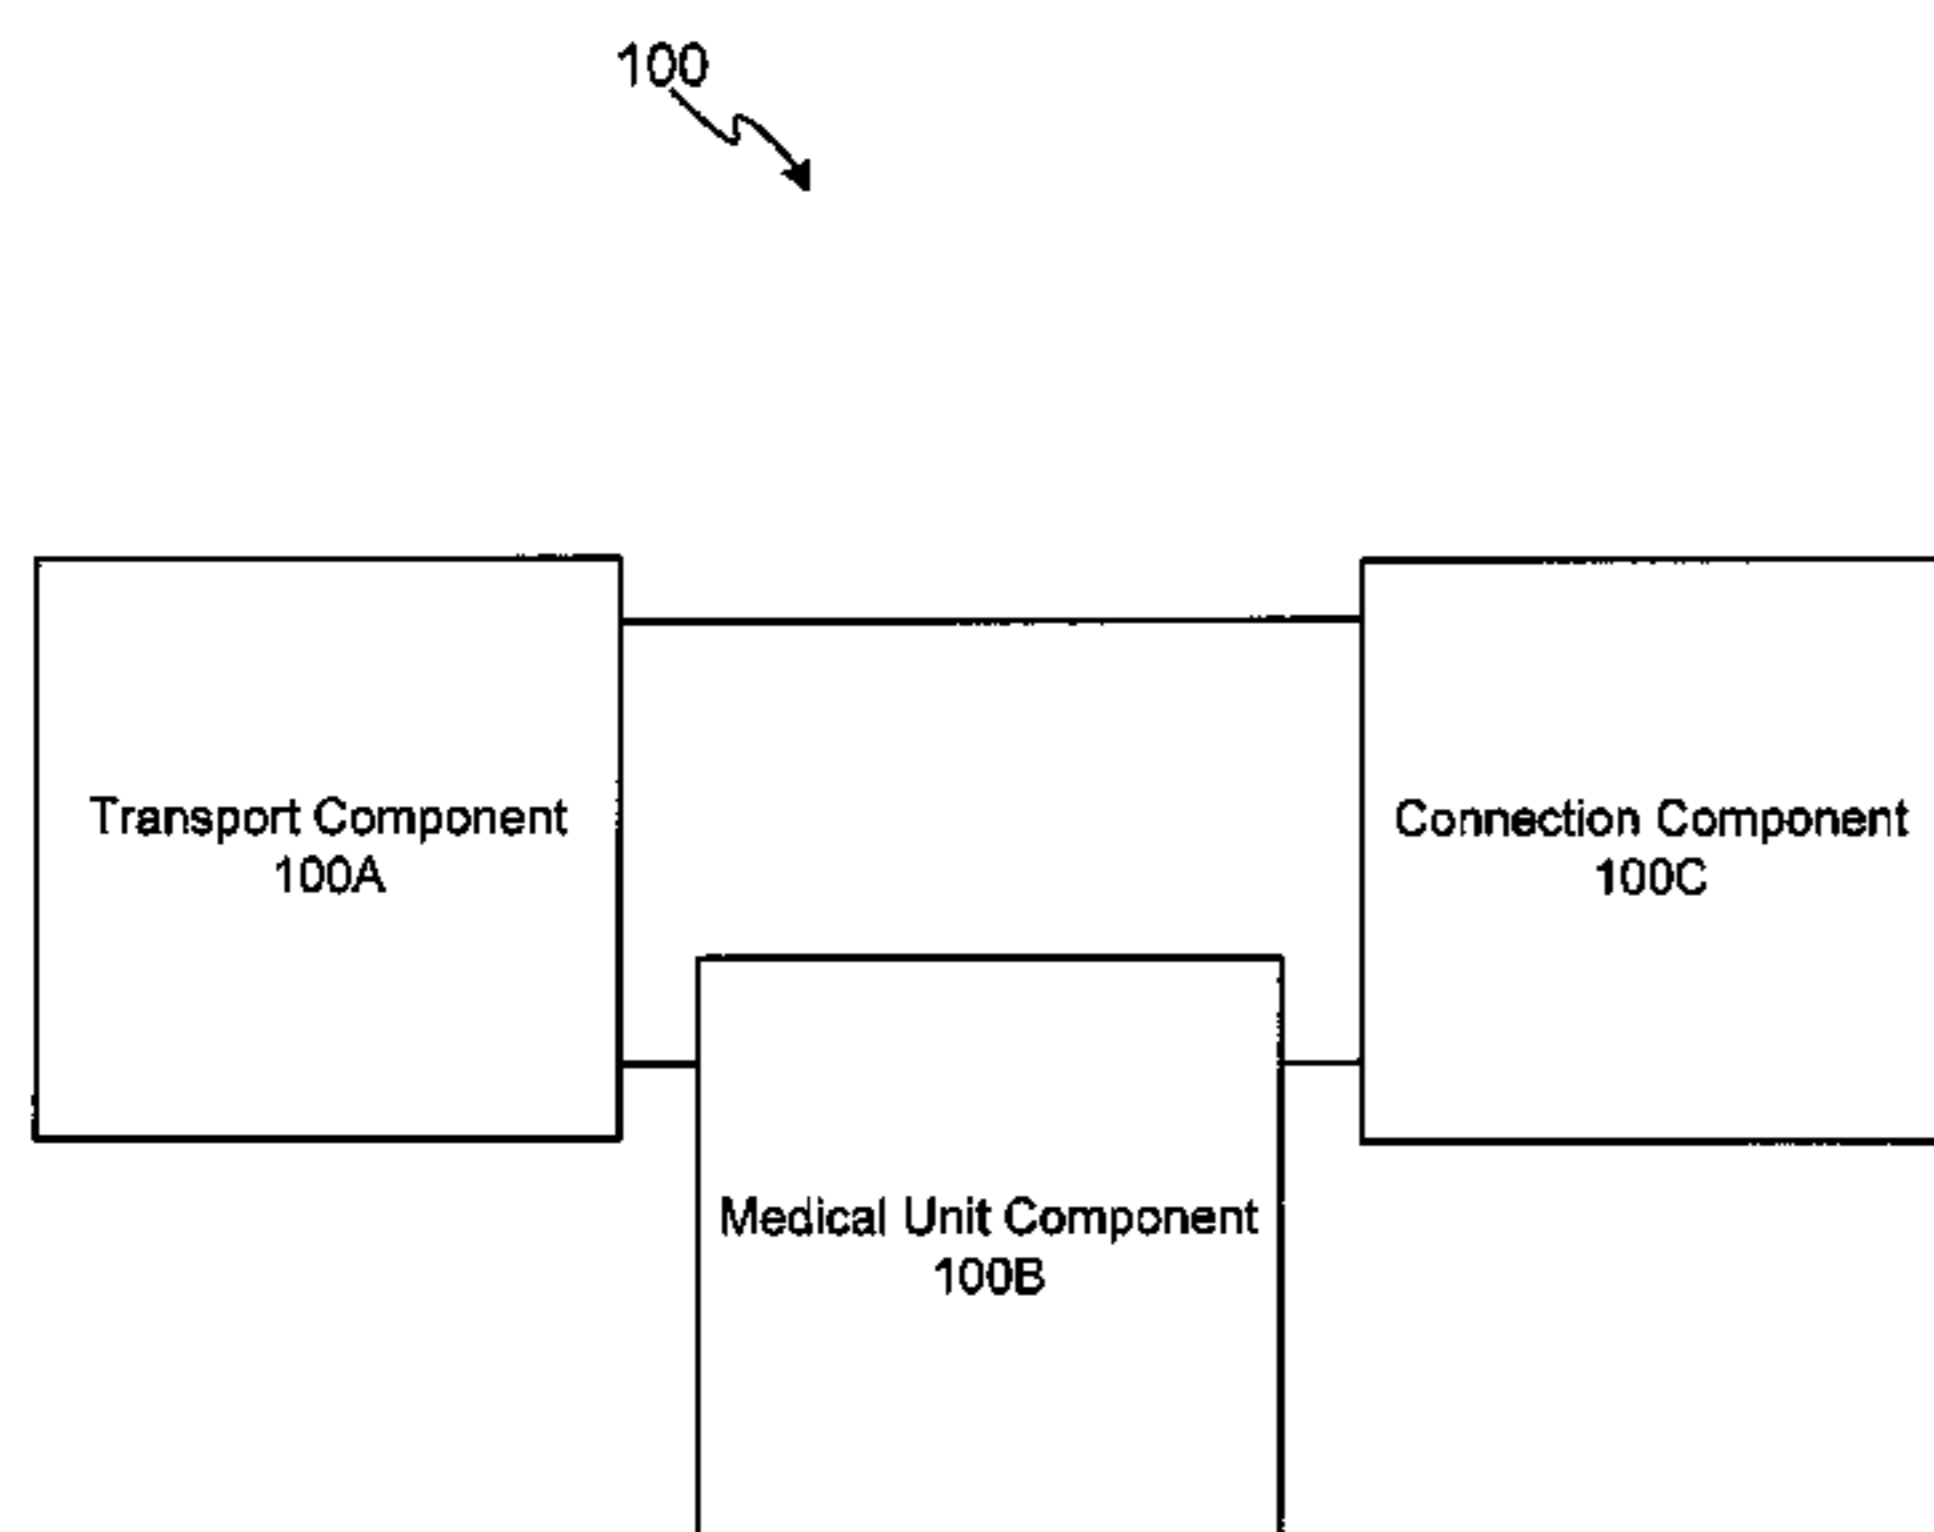 100
Transport Component
100A
Connection Component
100C
Medical Unit Component
100B